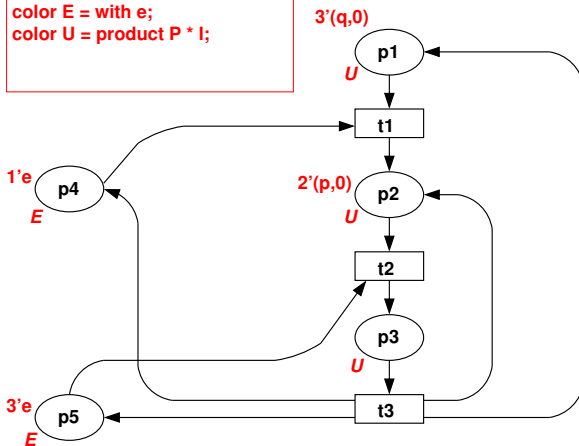 color E = with e;
color U = product P * I;
3'(q,0)
p1
U
t1
1'e
p4
E
2'(p,0)
p2
U
t2
p3
U
3'e
p5
E
t3